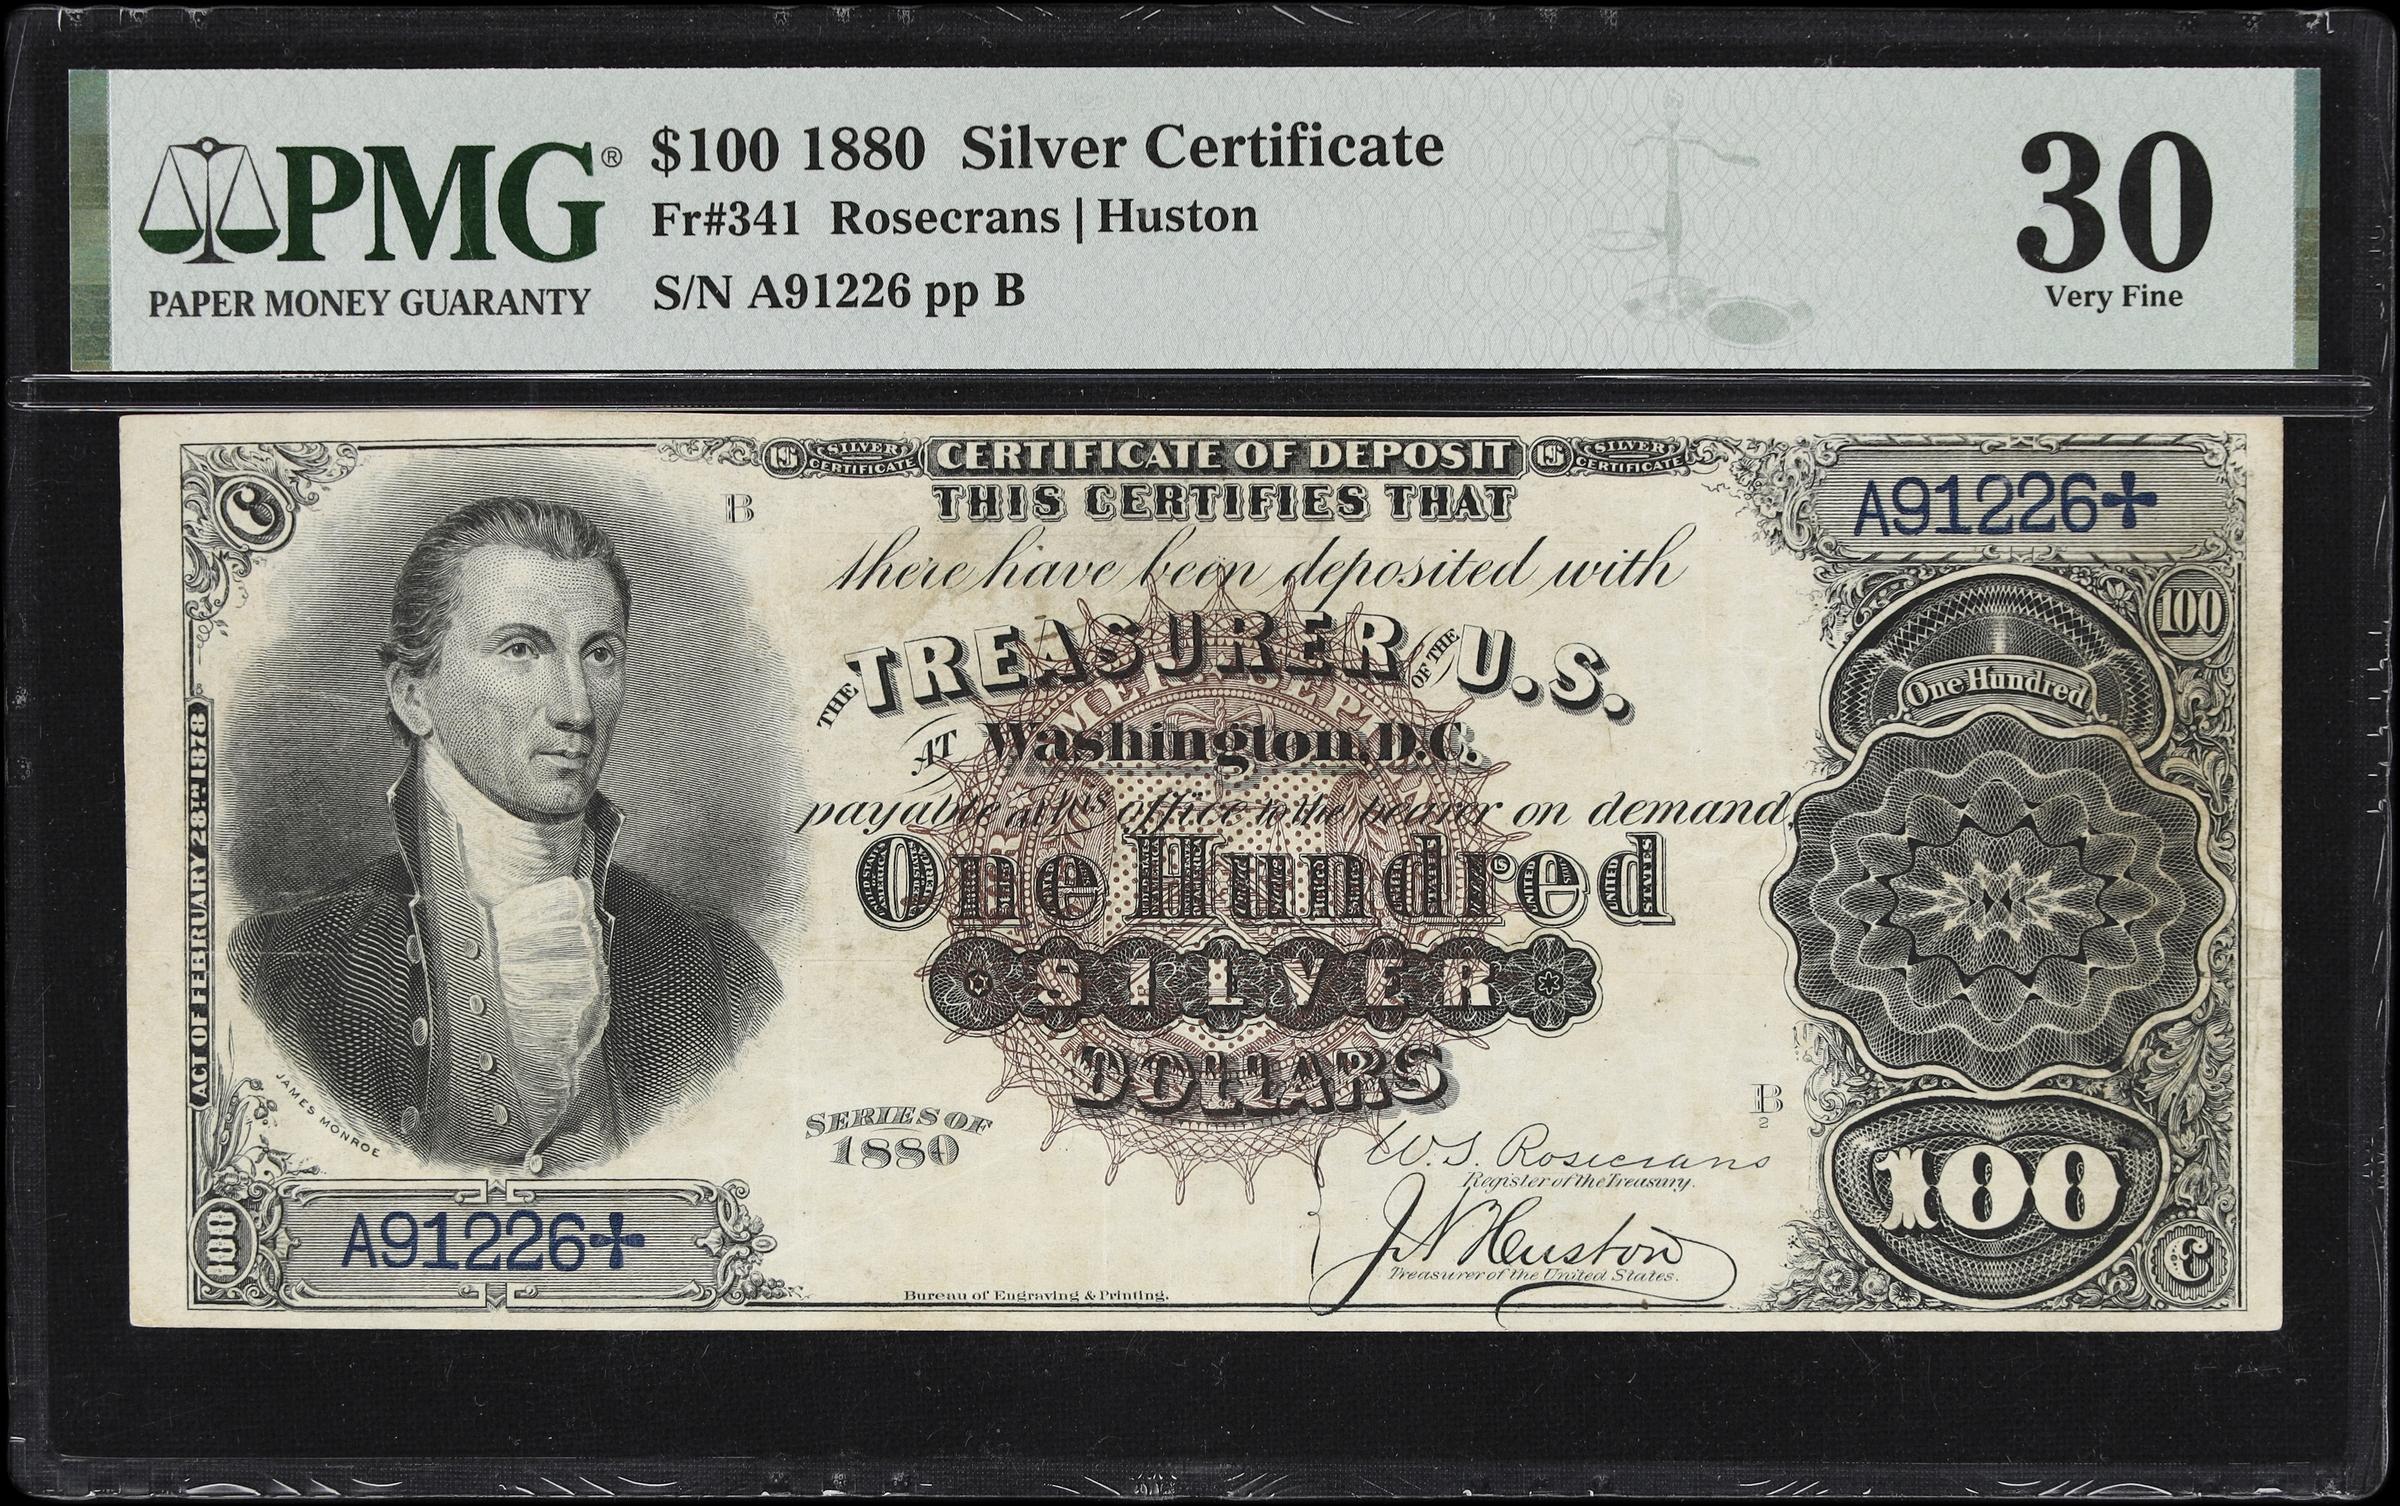 PMG®
PAPER MONEY GUARANTY
$100 1880 Silver Certificate
Fr#341 Rosecrans | Huston
S/N A91226 pp B
30
Very Fine
SILVER CERTIFICATE
CERTIFICATE OF DEPOSIT
SILVER CERTIFICATE
THIS CERTIFIES THAT
B
A91226
there have been deposited with
THE TREASURER OF THE U.S.
AT Washington, D.C.
payable at his office to the bearer on demand,
One Hundred
SILVER
DOLLARS
C
100
One Hundred
ACT OF FEBRUARY 28TH 1878
JAMES MONROE
SERIES OF
1880
B
2
W. S. Rosecrans
Register of the Treasury.
J N Huston
Treasurer of the United States.
100
A91226
100
C
Bureau of Engraving & Printing.